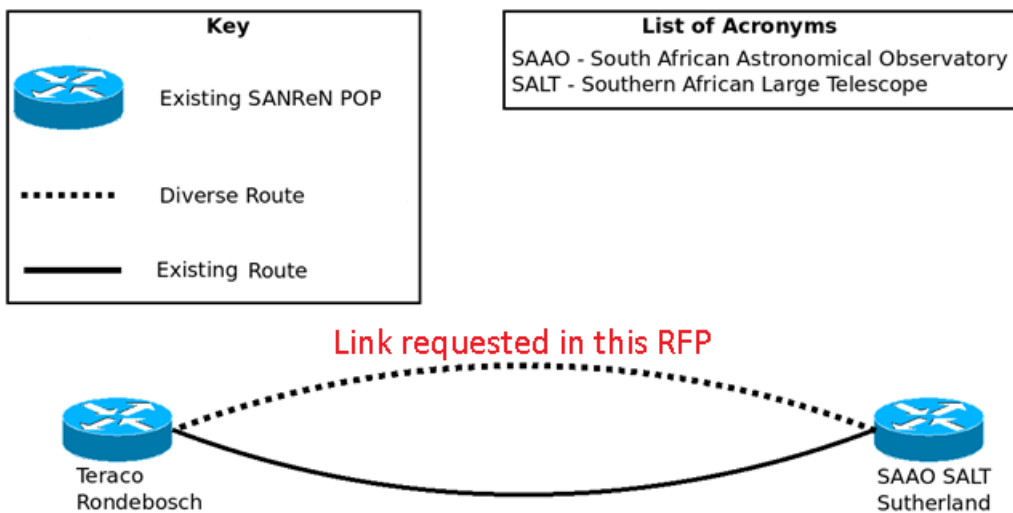 Key
Existing SANReN POP
Diverse Route
Existing Route
List of Acronyms
SAAO - South African Astronomical Observatory
SALT - Southern African Large Telescope
Link requested in this RFP
Teraco
Rondebosch
SAAO SALT
Sutherland